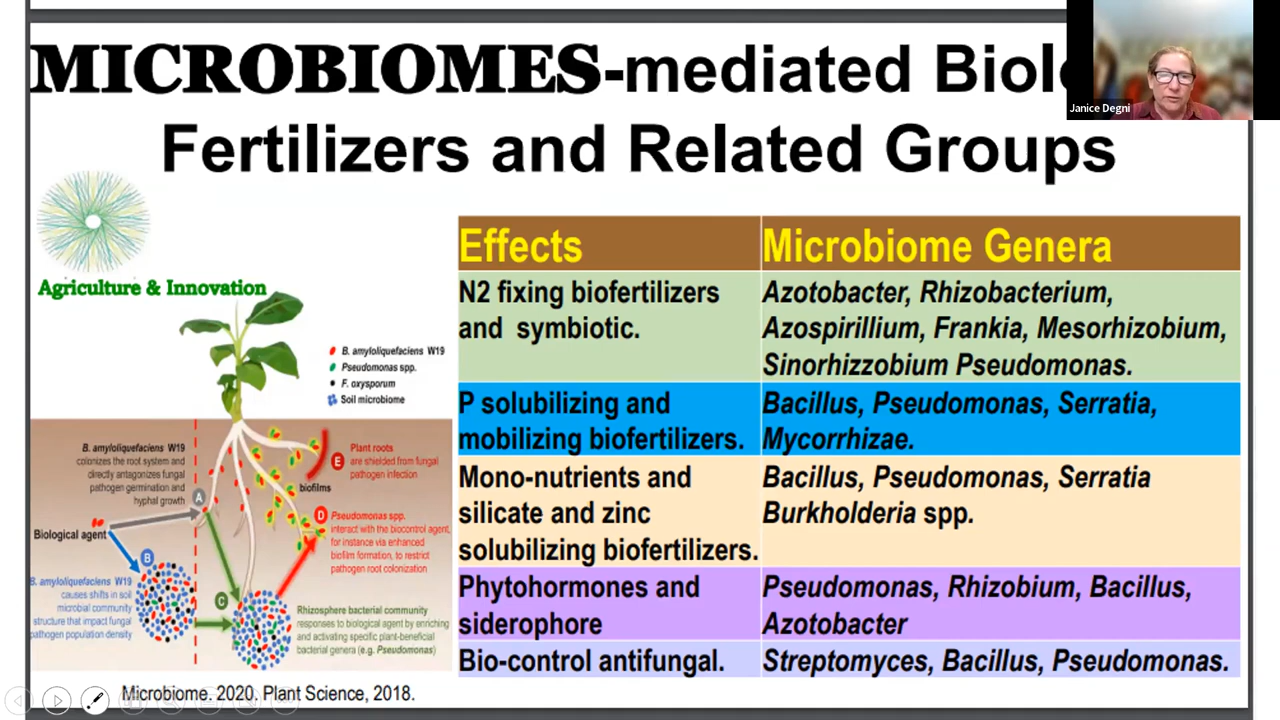 MICROBIOMES-mediated Biolo
Fertilizers and Related Groups
Janice Degni
Agriculture & Innovation
B. amyloliquefaciens W19
Pseudomonas spp.
F. oxysporum
Soil microbiome
B. amyloliquefaciens W19
colonizes the root system and
directly antagonizes fungal
pathogen germination and
hyphal growth
A
E
Plant roots
are shielded from fungal
pathogen infection
biofilms
D
Pseudomonas spp.
interact with the biocontrol agent,
for instance via enhanced
biofilm formation, to restrict
pathogen root colonization
Biological agent
B
B. amyloliquefaciens W19
causes shifts in soil
microbial community
structure that impact fungal
pathogen population density
C
Rhizosphere bacterial community
responses to biological agent by enriching
and activating specific plant-beneficial
bacterial genera (e.g. Pseudomonas)
Effects
Microbiome Genera
N2 fixing biofertilizers
and symbiotic.
Azotobacter, Rhizobacterium,
Azospirillium, Frankia, Mesorhizobium,
Sinorhizzobium Pseudomonas.
P solubilizing and
mobilizing biofertilizers.
Bacillus, Pseudomonas, Serratia,
Mycorrhizae.
Mono-nutrients and
silicate and zinc
solubilizing biofertilizers.
Bacillus, Pseudomonas, Serratia
Burkholderia spp.
Phytohormones and
siderophore
Pseudomonas, Rhizobium, Bacillus,
Azotobacter
Bio-control antifungal.
Streptomyces, Bacillus, Pseudomonas.
Microbiome. 2020. Plant Science, 2018.